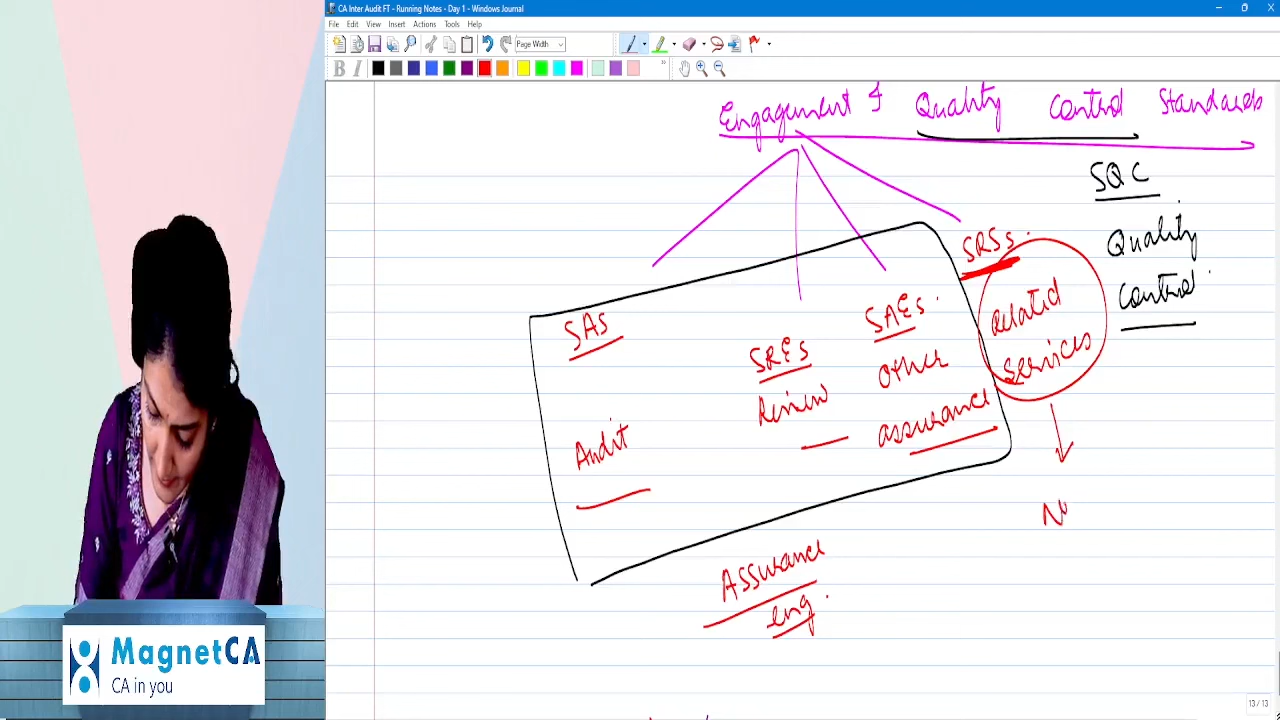 CA Inter Audit FT - Running Notes - Day 1 - Windows Journal
File Edit View Insert Actions Tools Help
Page Width
B I
Engagement & Quality Control Standards
SQC
Quality
Control
SRSs.
Related
Services
SAS
Audit
SREs
Review
SAEs.
Other
assurance
No
Assurance
eng.
MagnetCA
CA in you
13 / 13